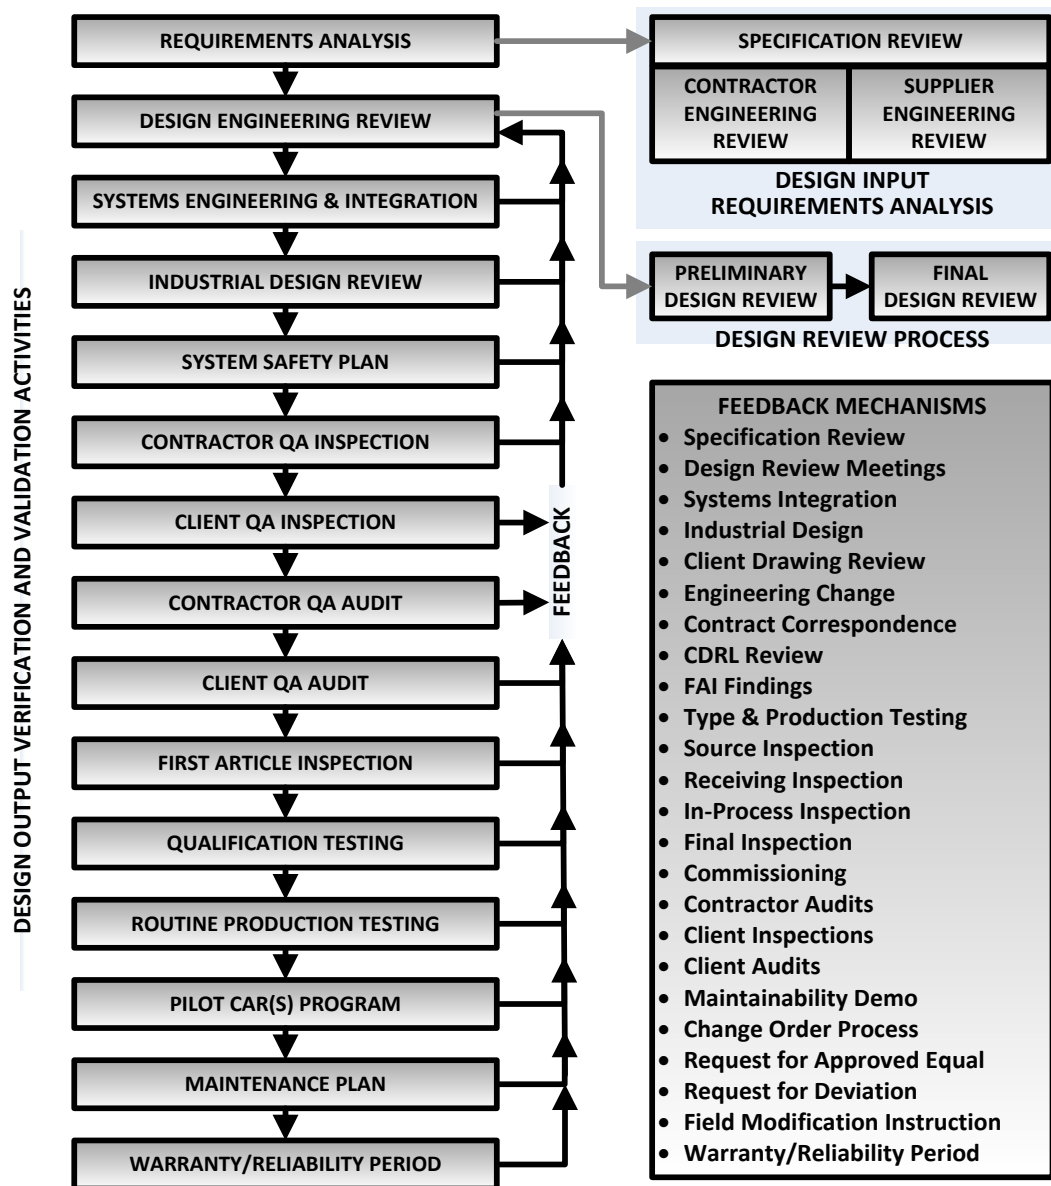 REQUIREMENTS ANALYSIS
DESIGN ENGINEERING REVIEW
SYSTEMS ENGINEERING & INTEGRATION
INDUSTRIAL DESIGN REVIEW
SYSTEM SAFETY PLAN
CONTRACTOR QA INSPECTION
CLIENT QA INSPECTION
CONTRACTOR QA AUDIT
CLIENT QA AUDIT
FIRST ARTICLE INSPECTION
QUALIFICATION TESTING
ROUTINE PRODUCTION TESTING
PILOT CAR(S) PROGRAM
MAINTENANCE PLAN
WARRANTY/RELIABILITY PERIOD
DESIGN OUTPUT VERIFICATION AND VALIDATION ACTIVITIES
FEEDBACK
SPECIFICATION REVIEW
CONTRACTOR
ENGINEERING
REVIEW
SUPPLIER
ENGINEERING
REVIEW
DESIGN INPUT
REQUIREMENTS ANALYSIS
PRELIMINARY
DESIGN REVIEW
FINAL
DESIGN REVIEW
DESIGN REVIEW PROCESS
FEEDBACK MECHANISMS
• Specification Review
• Design Review Meetings
• Systems Integration
• Industrial Design
• Client Drawing Review
• Engineering Change
• Contract Correspondence
• CDRL Review
• FAI Findings
• Type & Production Testing
• Source Inspection
• Receiving Inspection
• In-Process Inspection
• Final Inspection
• Commissioning
• Contractor Audits
• Client Inspections
• Client Audits
• Maintainability Demo
• Change Order Process
• Request for Approved Equal
• Request for Deviation
• Field Modification Instruction
• Warranty/Reliability Period